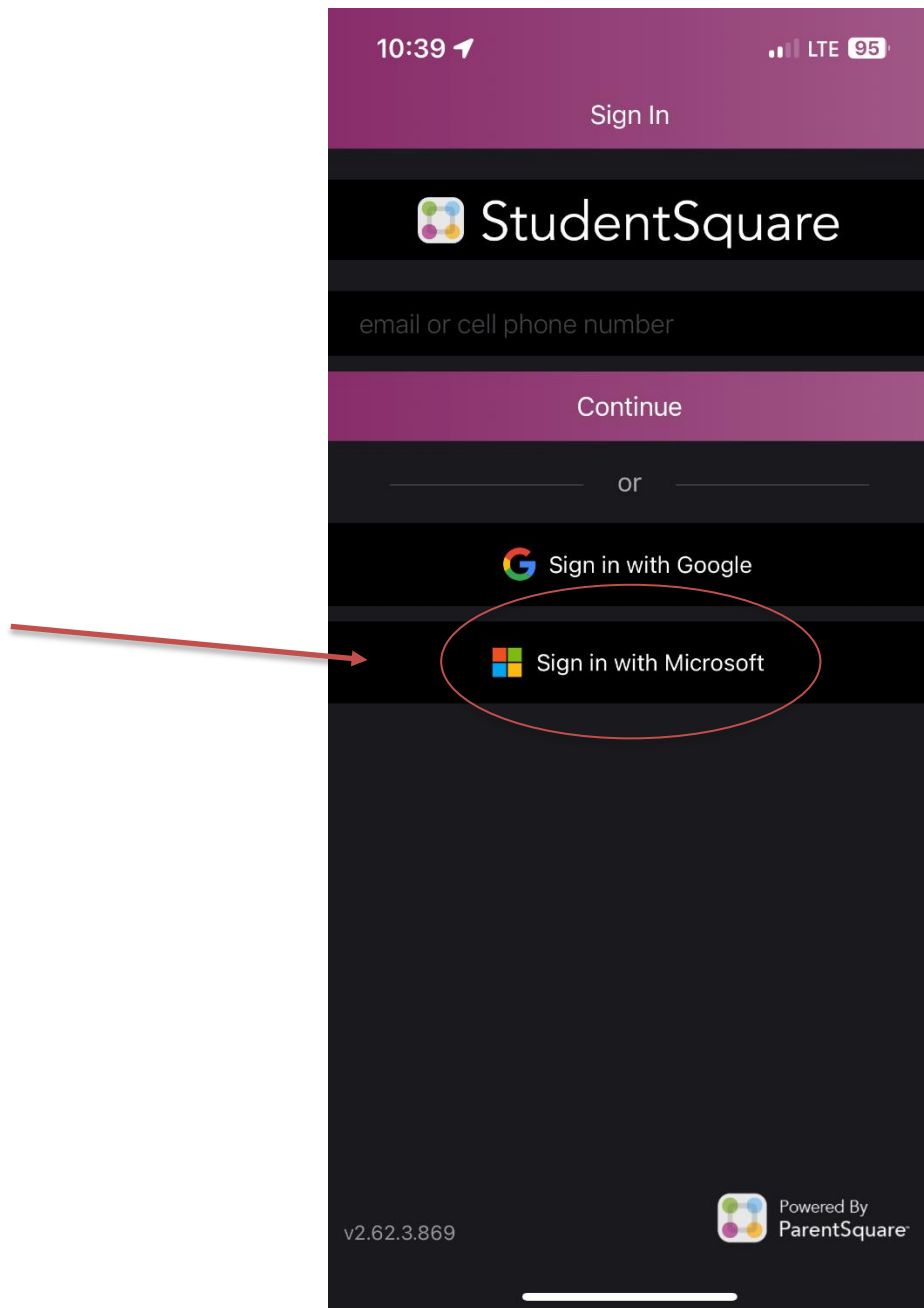 10:39
LTE 95
Sign In
StudentSquare
email or cell phone number
Continue
or
Sign in with Google
Sign in with Microsoft
Powered By
ParentSquare
v2.62.3.869